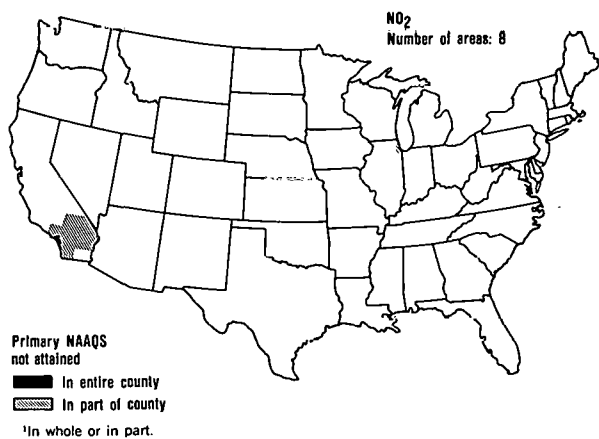 NO₂
Number of areas: 8
Primary NAAQS
not attained
In entire county
In part of county
¹In whole or in part.